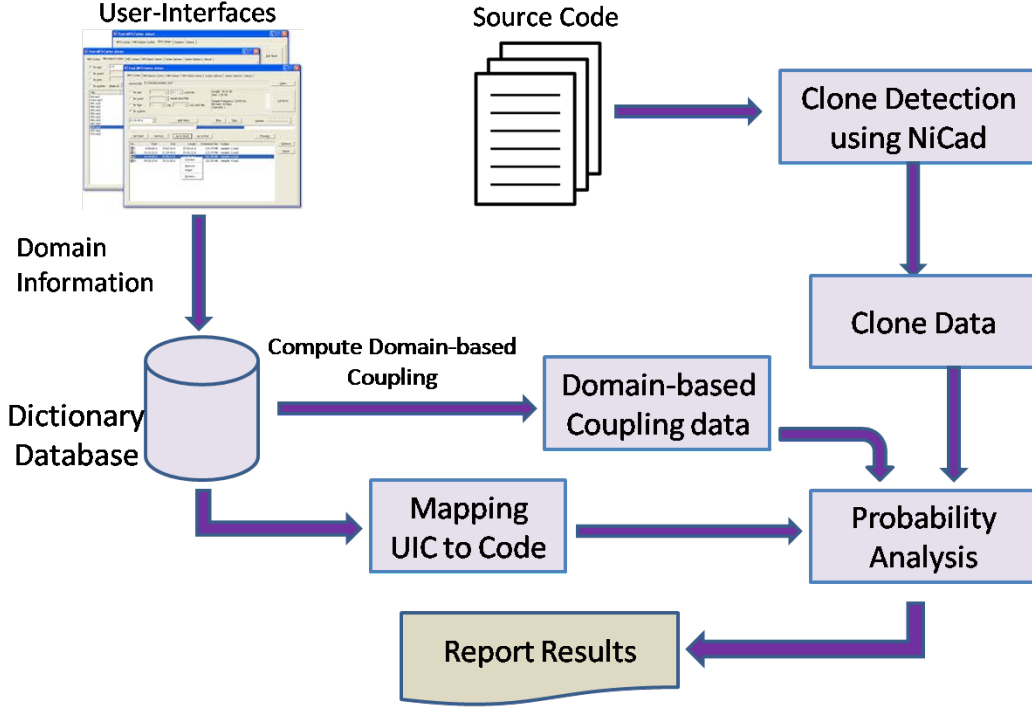 User-Interfaces
Source Code
Clone Detection
using NiCad
Domain
Information
Clone Data
Compute Domain-based
Coupling
Domain-based
Coupling data
Dictionary
Database
Mapping
UIC to Code
Probability
Analysis
Report Results